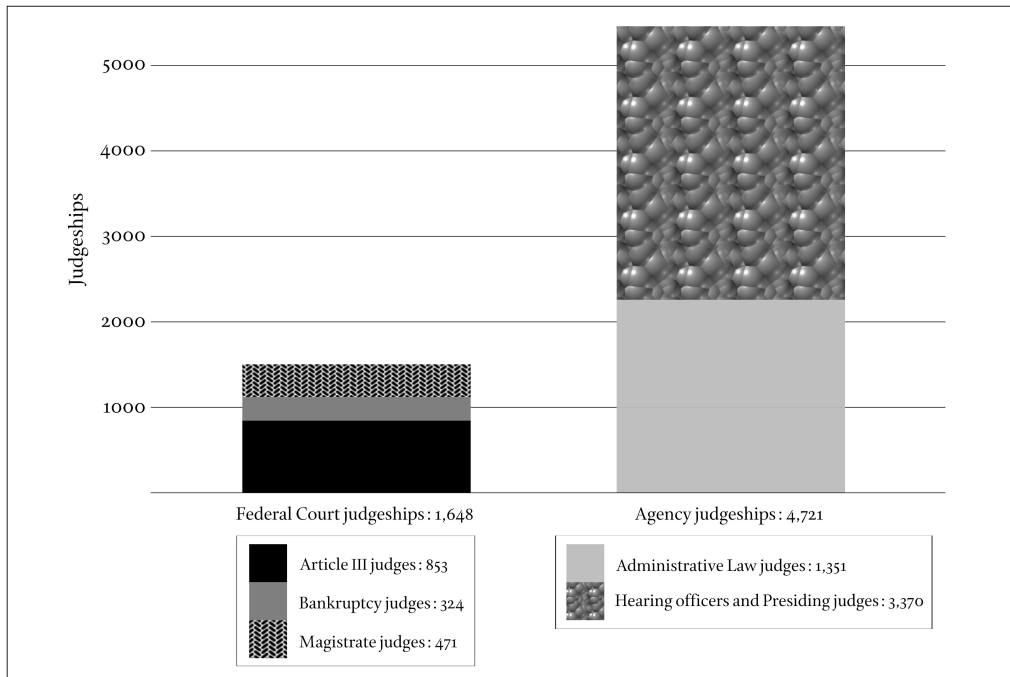 5000
4000
3000
2000
1000
Judgeships
Federal Court judgeships : 1,648
Article III judges : 853
Bankruptcy judges : 324
Magistrate judges : 471
Agency judgeships : 4,721
Administrative Law judges : 1,351
Hearing officers and Presiding judges : 3,370